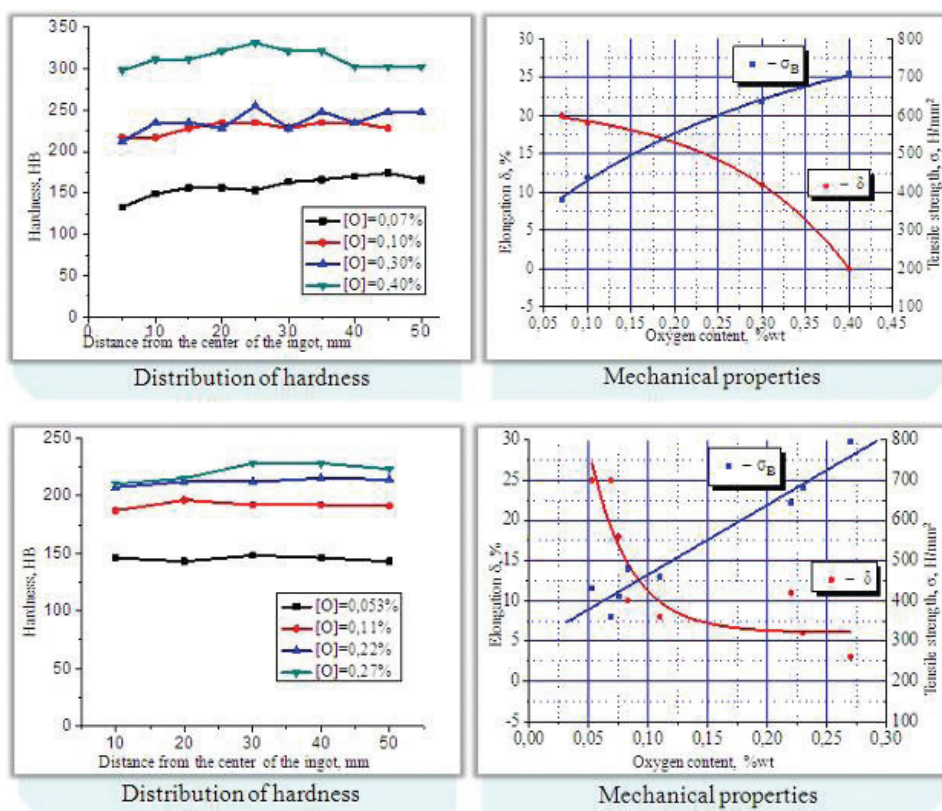 350
300
250
200
150
100
50
0
Hardness, HB
[O]=0,07%
[O]=0,10%
[O]=0,30%
[O]=0,40%
0 10 20 30 40 50
Distance from the center of the ingot, mm
Distribution of hardness
30
25
20
15
10
5
0
-5
Elongation δ, %
– σB
– δ
800
700
600
500
400
300
200
100
Tensile strength, σ, H/mm²
0,05 0,10 0,15 0,20 0,25 0,30 0,35 0,40 0,45
Oxygen content, %wt
Mechanical properties
250
200
150
100
50
0
Hardness, HB
[O]=0,053%
[O]=0,11%
[O]=0,22%
[O]=0,27%
10 20 30 40 50
Distance from the center of the ingot, mm
Distribution of hardness
30
25
20
15
10
5
0
-5
Elongation δ, %
– σB
– δ
800
700
600
500
400
300
200
100
Tensile strength, σ, H/mm²
0,00 0,05 0,10 0,15 0,20 0,25 0,30
Oxygen content, %wt
Mechanical properties